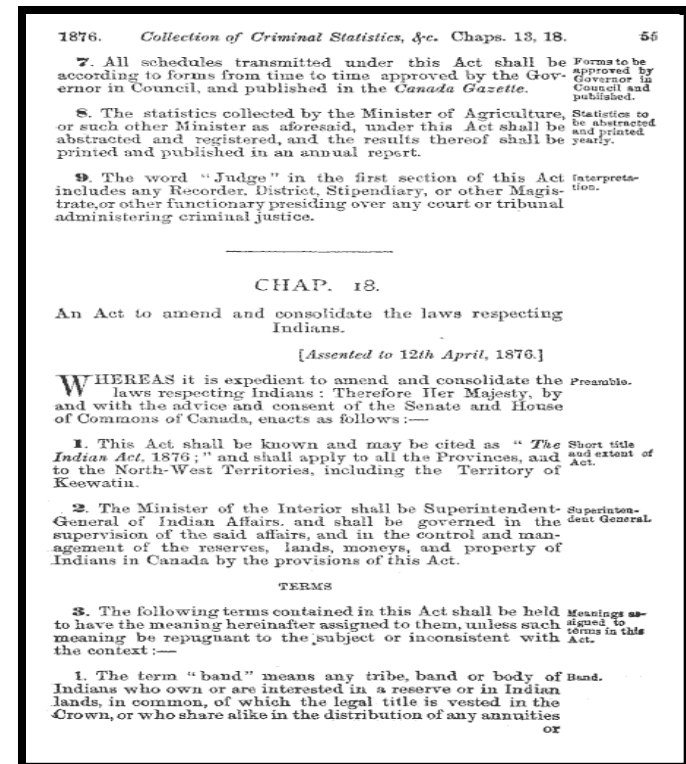 1876. Collection of Criminal Statistics, &c. Chaps. 13, 18. 55
7. All schedules transmitted under this Act shall be
according to forms from time to time approved by the Gov-
ernor in Council, and published in the Canada Gazette.
Forms to be
approved by
Governor in
Council and
published.
8. The statistics collected by the Minister of Agriculture,
or such other Minister as aforesaid, under this Act shall be
abstracted and registered, and the results thereof shall be
printed and published in an annual report.
Statistics to
be abstracted
and printed
yearly.
9. The word "Judge" in the first section of this Act
includes any Recorder. District, Stipendiary, or other Magis-
trate, or other functionary presiding over any court or tribunal
administering criminal justice.
Interpreta-
tion.
CHAP. 18.
An Act to amend and consolidate the laws respecting
Indians.
[Assented to 12th April, 1876.]
WHEREAS it is expedient to amend and consolidate the
laws respecting Indians : Therefore Her Majesty, by
and with the advice and consent of the Senate and House
of Commons of Canada, enacts as follows :—
Preamble.
1. This Act shall be known and may be cited as "The
Indian Act, 1876 ;" and shall apply to all the Provinces, and
to the North-West Territories, including the Territory of
Keewatin.
Short title
and extent of
Act.
2. The Minister of the Interior shall be Superintendent-
General of Indian Affairs. and shall be governed in the
supervision of the said affairs, and in the control and man-
agement of the reserves, lands, moneys, and property of
Indians in Canada by the provisions of this Act.
Superinten-
dent General.
TERMS
3. The following terms contained in this Act shall be held
to have the meaning hereinafter assigned to them, unless such
meaning be repugnant to the subject or inconsistent with
the context :—
Meanings as-
signed to
terms in this
Act.
1. The term "band" means any tribe, band or body of
Indians who own or are interested in a reserve or in Indian
lands, in common, of which the legal title is vested in the
Crown, or who share alike in the distribution of any annuities
Band.
or